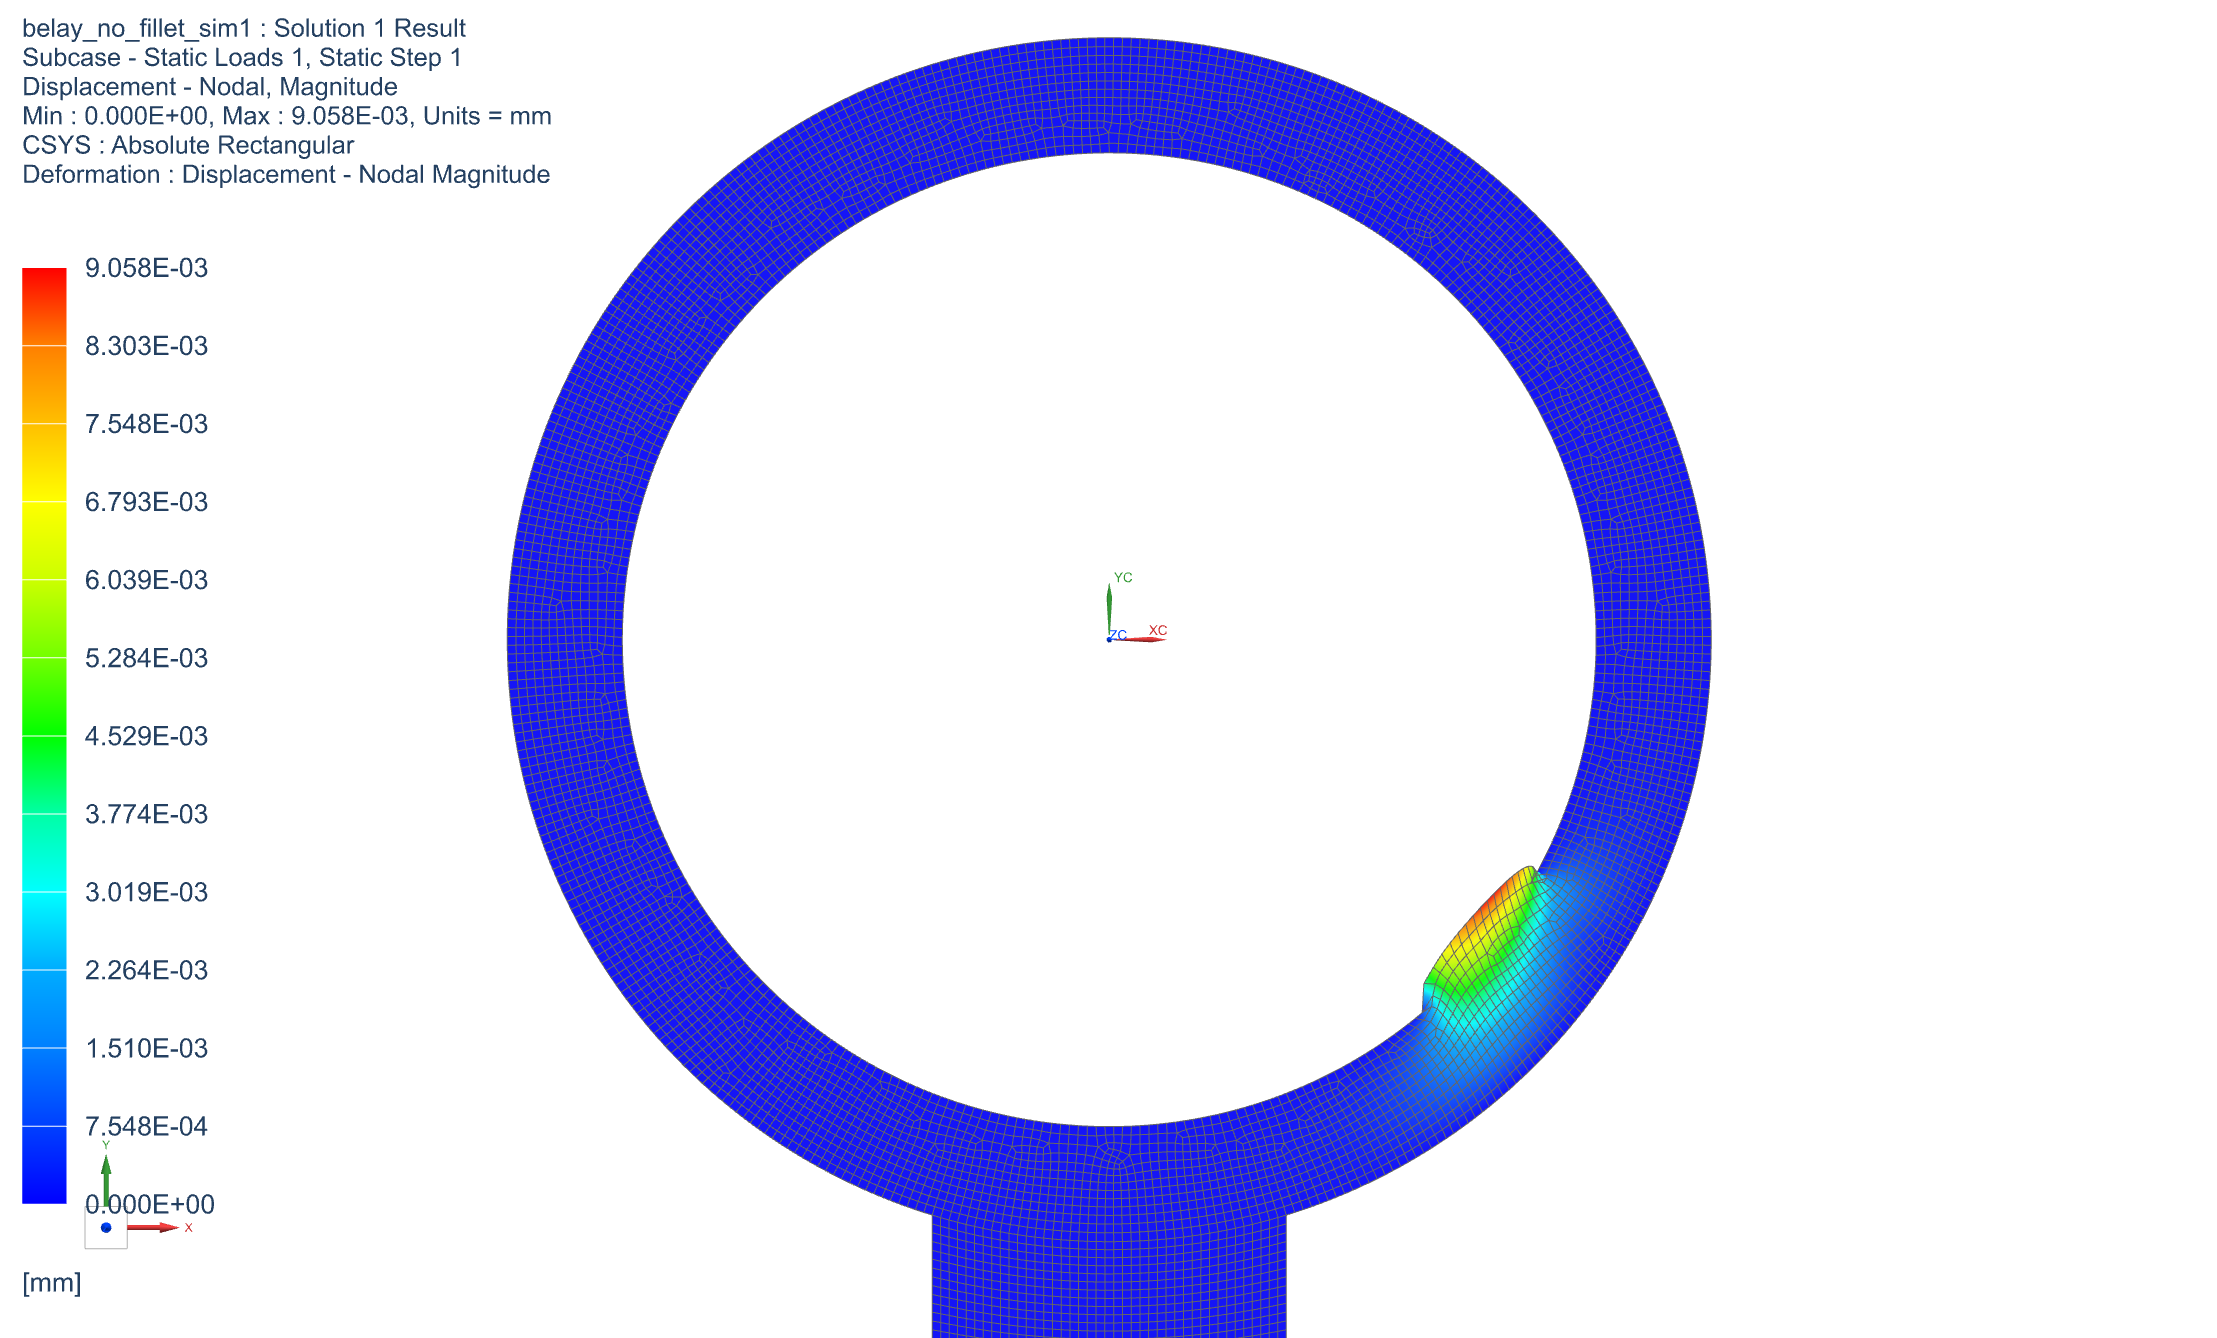 belay_no_fillet_sim1 : Solution 1 Result
Subcase - Static Loads 1, Static Step 1
Displacement - Nodal, Magnitude
Min : 0.000E+00, Max : 9.058E-03, Units = mm
CSYS : Absolute Rectangular
Deformation : Displacement - Nodal Magnitude
9.058E-03
8.303E-03
7.548E-03
6.793E-03
6.039E-03
5.284E-03
4.529E-03
3.774E-03
3.019E-03
2.264E-03
1.510E-03
7.548E-04
0.000E+00
[mm]
Y
X
YC
ZC
XC